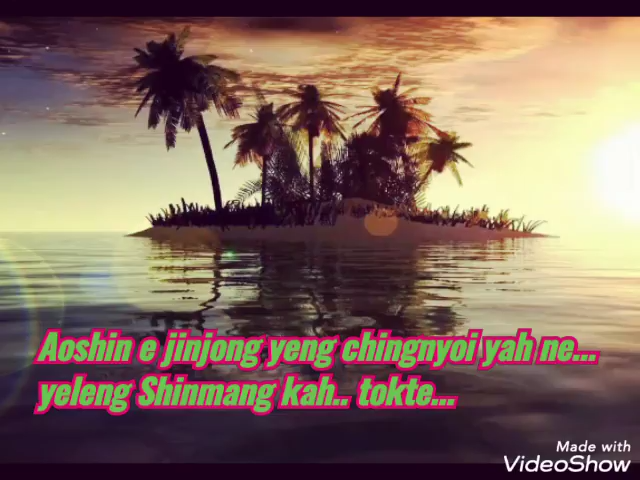 Aoshin e jinjong yeng chingnyoi yah ne...
yeleng Shinmang kah.. tokte...
Made with
VideoShow